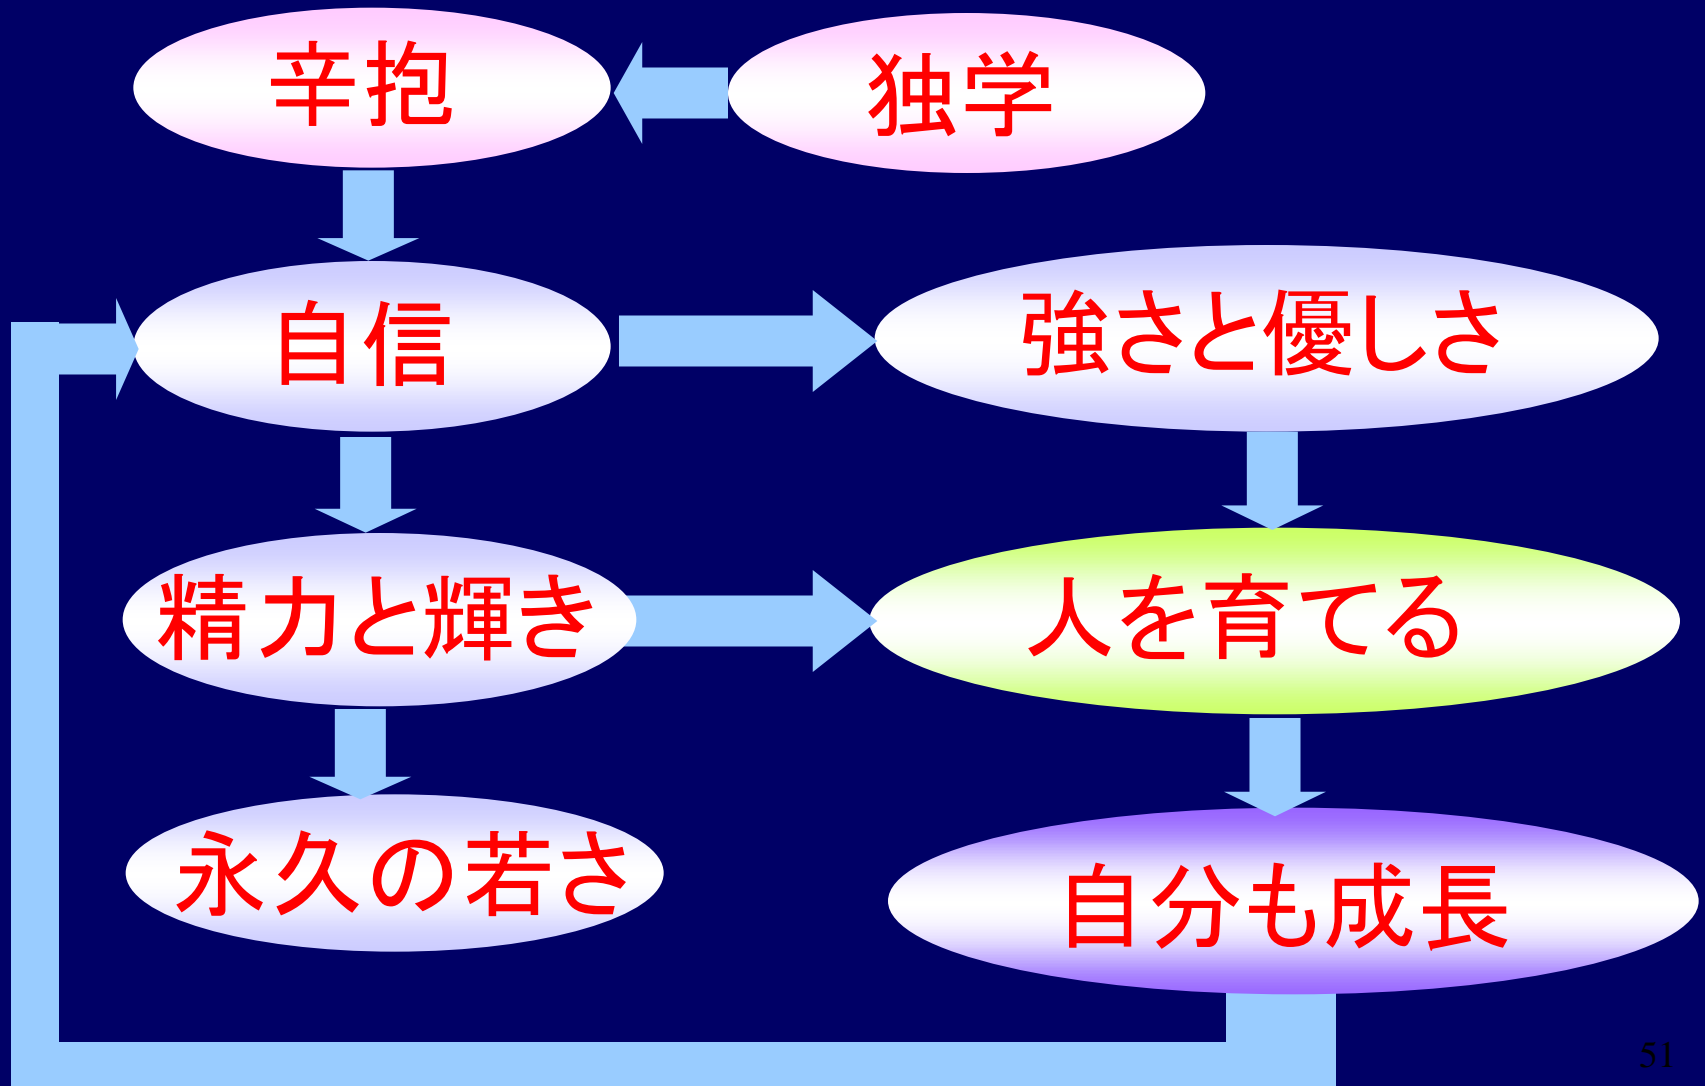 辛抱
独学
自信
強さと優しさ
精力と輝き
人を育てる
永久の若さ
自分も成長
51